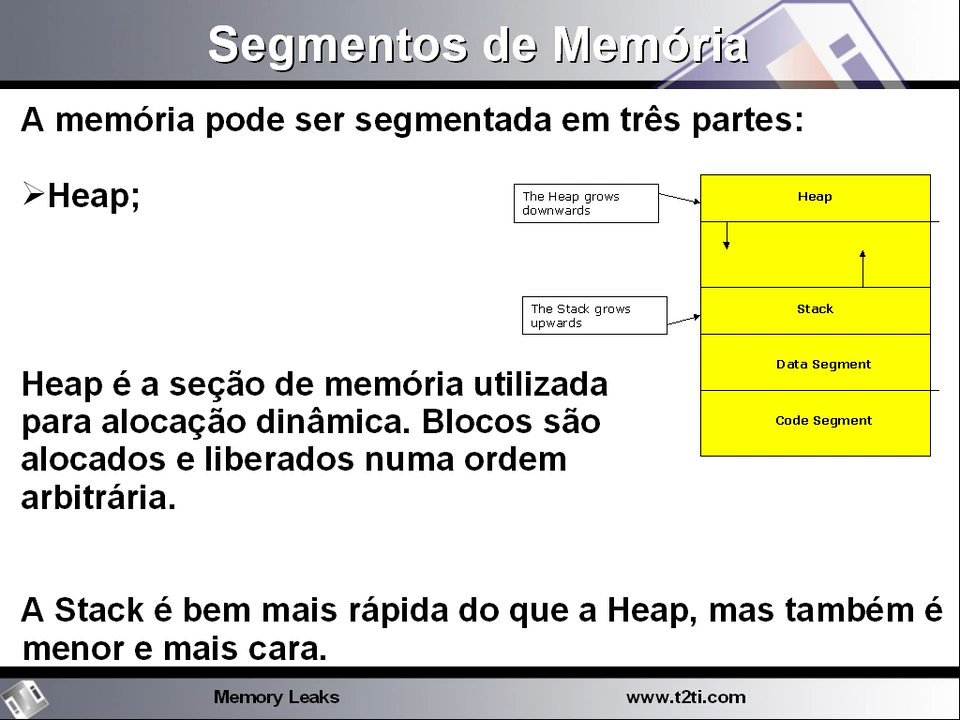 Segmentos de Memória
A memória pode ser segmentada em três partes:
Heap;
The Heap grows
downwards
Heap
The Stack grows
upwards
Stack
Data Segment
Code Segment
Heap é a seção de memória utilizada
para alocação dinâmica. Blocos são
alocados e liberados numa ordem
arbitrária.
A Stack é bem mais rápida do que a Heap, mas também é
menor e mais cara.
Memory Leaks
www.t2ti.com